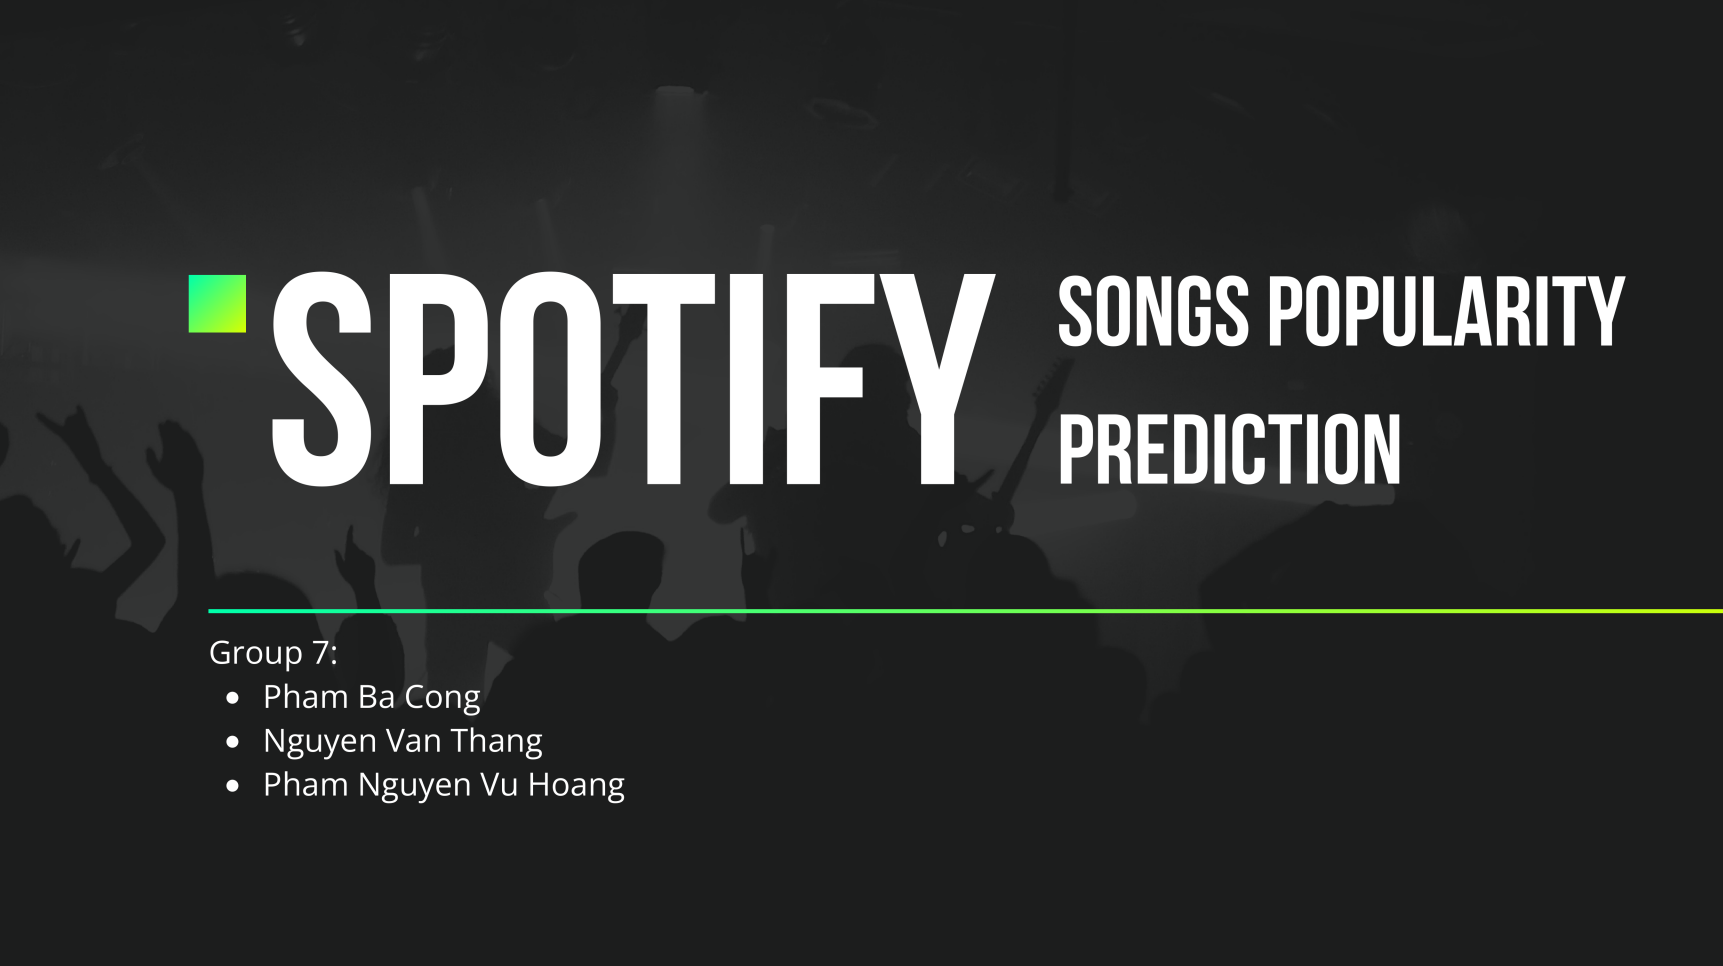 SPOTIFY
SONGS POPULARITY
PREDICTION
Group 7:
• Pham Ba Cong
• Nguyen Van Thang
• Pham Nguyen Vu Hoang